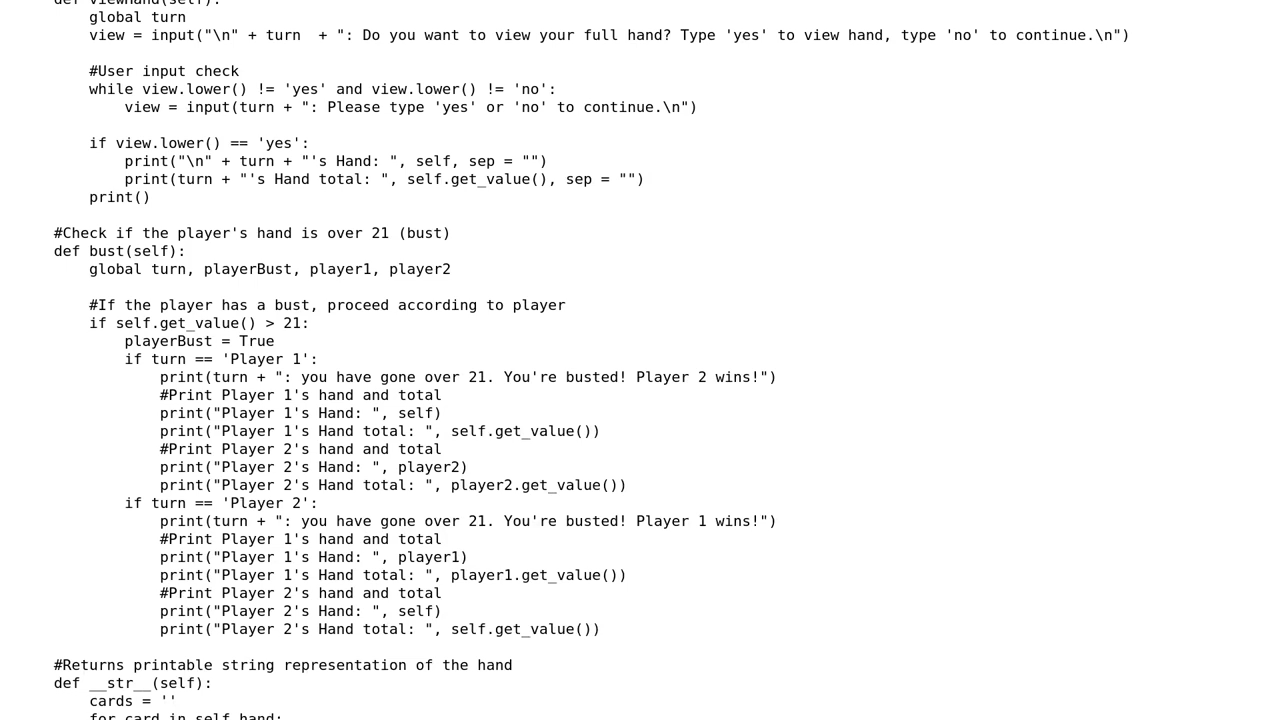 def viewHand(self):
global turn
view = input("\n" + turn  + ": Do you want to view your full hand? Type 'yes' to view hand, type 'no' to continue.\n")
#User input check
while view.lower() != 'yes' and view.lower() != 'no':
view = input(turn + ": Please type 'yes' or 'no' to continue.\n")
if view.lower() == 'yes':
print("\n" + turn + "'s Hand: ", self, sep = "")
print(turn + "'s Hand total: ", self.get_value(), sep = "")
print()
#Check if the player's hand is over 21 (bust)
def bust(self):
global turn, playerBust, player1, player2
#If the player has a bust, proceed according to player
if self.get_value() > 21:
playerBust = True
if turn == 'Player 1':
print(turn + ": you have gone over 21. You're busted! Player 2 wins!")
#Print Player 1's hand and total
print("Player 1's Hand: ", self)
print("Player 1's Hand total: ", self.get_value())
#Print Player 2's hand and total
print("Player 2's Hand: ", player2)
print("Player 2's Hand total: ", player2.get_value())
if turn == 'Player 2':
print(turn + ": you have gone over 21. You're busted! Player 1 wins!")
#Print Player 1's hand and total
print("Player 1's Hand: ", player1)
print("Player 1's Hand total: ", player1.get_value())
#Print Player 2's hand and total
print("Player 2's Hand: ", self)
print("Player 2's Hand total: ", self.get_value())
#Returns printable string representation of the hand
def __str__(self):
cards = ''
for card in self.hand: